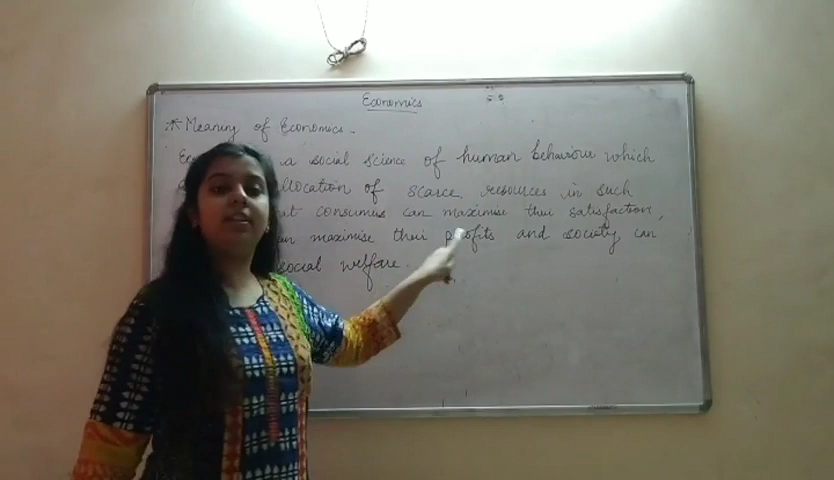 Economics
* Meaning of Economics.
a social science of human behaviour which
allocation of scarce resources in such
consumers can maximise their satisfaction,
maximise their profits and society can
social welfare.